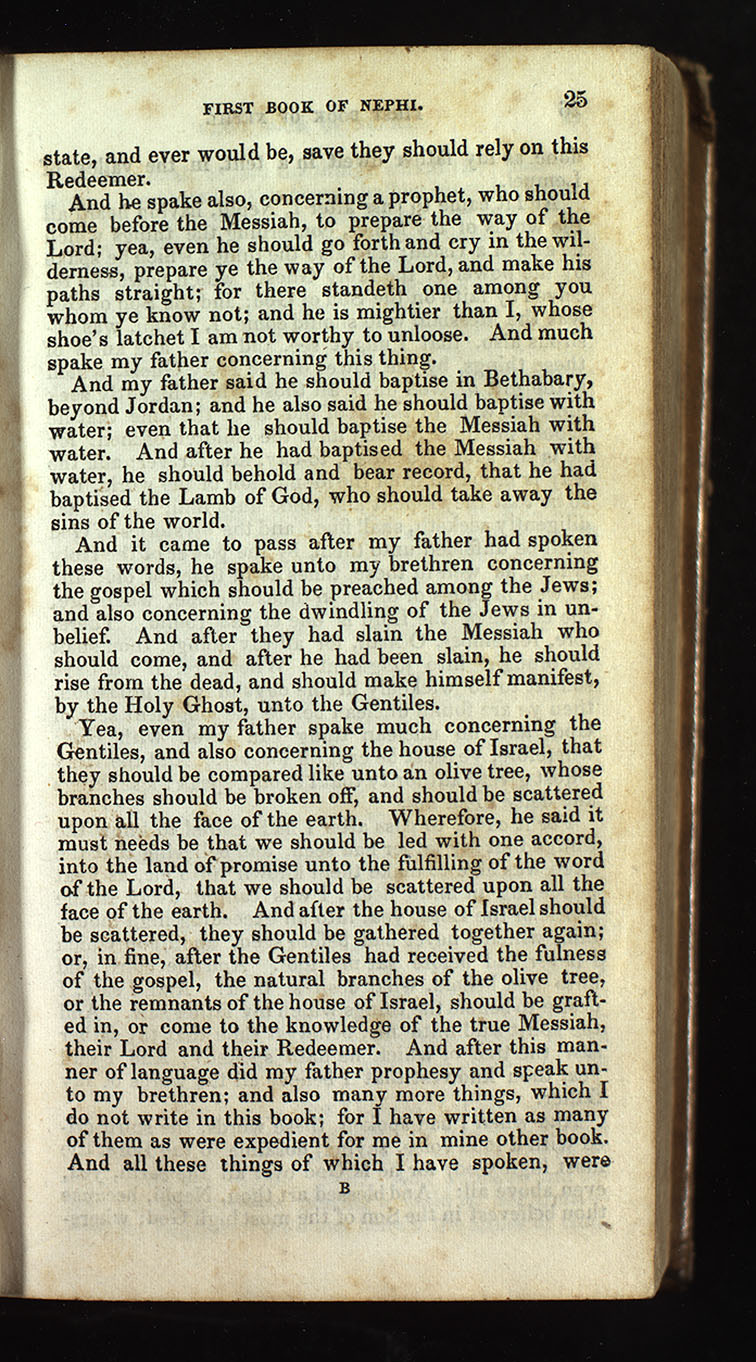 FIRST BOOK OF NEPHI. 25
state, and ever would be, save they should rely on this
Redeemer.
And he spake also, concerning a prophet, who should
come before the Messiah, to prepare the way of the
Lord; yea, even he should go forth and cry in the wil-
derness, prepare ye the way of the Lord, and make his
paths straight; for there standeth one among you
whom ye know not; and he is mightier than I, whose
shoe's latchet I am not worthy to unloose. And much
spake my father concerning this thing.
And my father said he should baptise in Bethabary,
beyond Jordan; and he also said he should baptise with
water; even that he should baptise the Messiah with
water. And after he had baptised the Messiah with
water, he should behold and bear record, that he had
baptised the Lamb of God, who should take away the
sins of the world.
And it came to pass after my father had spoken
these words, he spake unto my brethren concerning
the gospel which should be preached among the Jews;
and also concerning the dwindling of the Jews in un-
belief. And after they had slain the Messiah who
should come, and after he had been slain, he should
rise from the dead, and should make himself manifest,
by the Holy Ghost, unto the Gentiles.
Yea, even my father spake much concerning the
Gentiles, and also concerning the house of Israel, that
they should be compared like unto an olive tree, whose
branches should be broken off, and should be scattered
upon all the face of the earth. Wherefore, he said it
must needs be that we should be led with one accord,
into the land of promise unto the fulfilling of the word
of the Lord, that we should be scattered upon all the
face of the earth. And after the house of Israel should
be scattered, they should be gathered together again;
or, in fine, after the Gentiles had received the fulness
of the gospel, the natural branches of the olive tree,
or the remnants of the house of Israel, should be graft-
ed in, or come to the knowledge of the true Messiah,
their Lord and their Redeemer. And after this man-
ner of language did my father prophesy and speak un-
to my brethren; and also many more things, which I
do not write in this book; for I have written as many
of them as were expedient for me in mine other book.
And all these things of which I have spoken, were
B